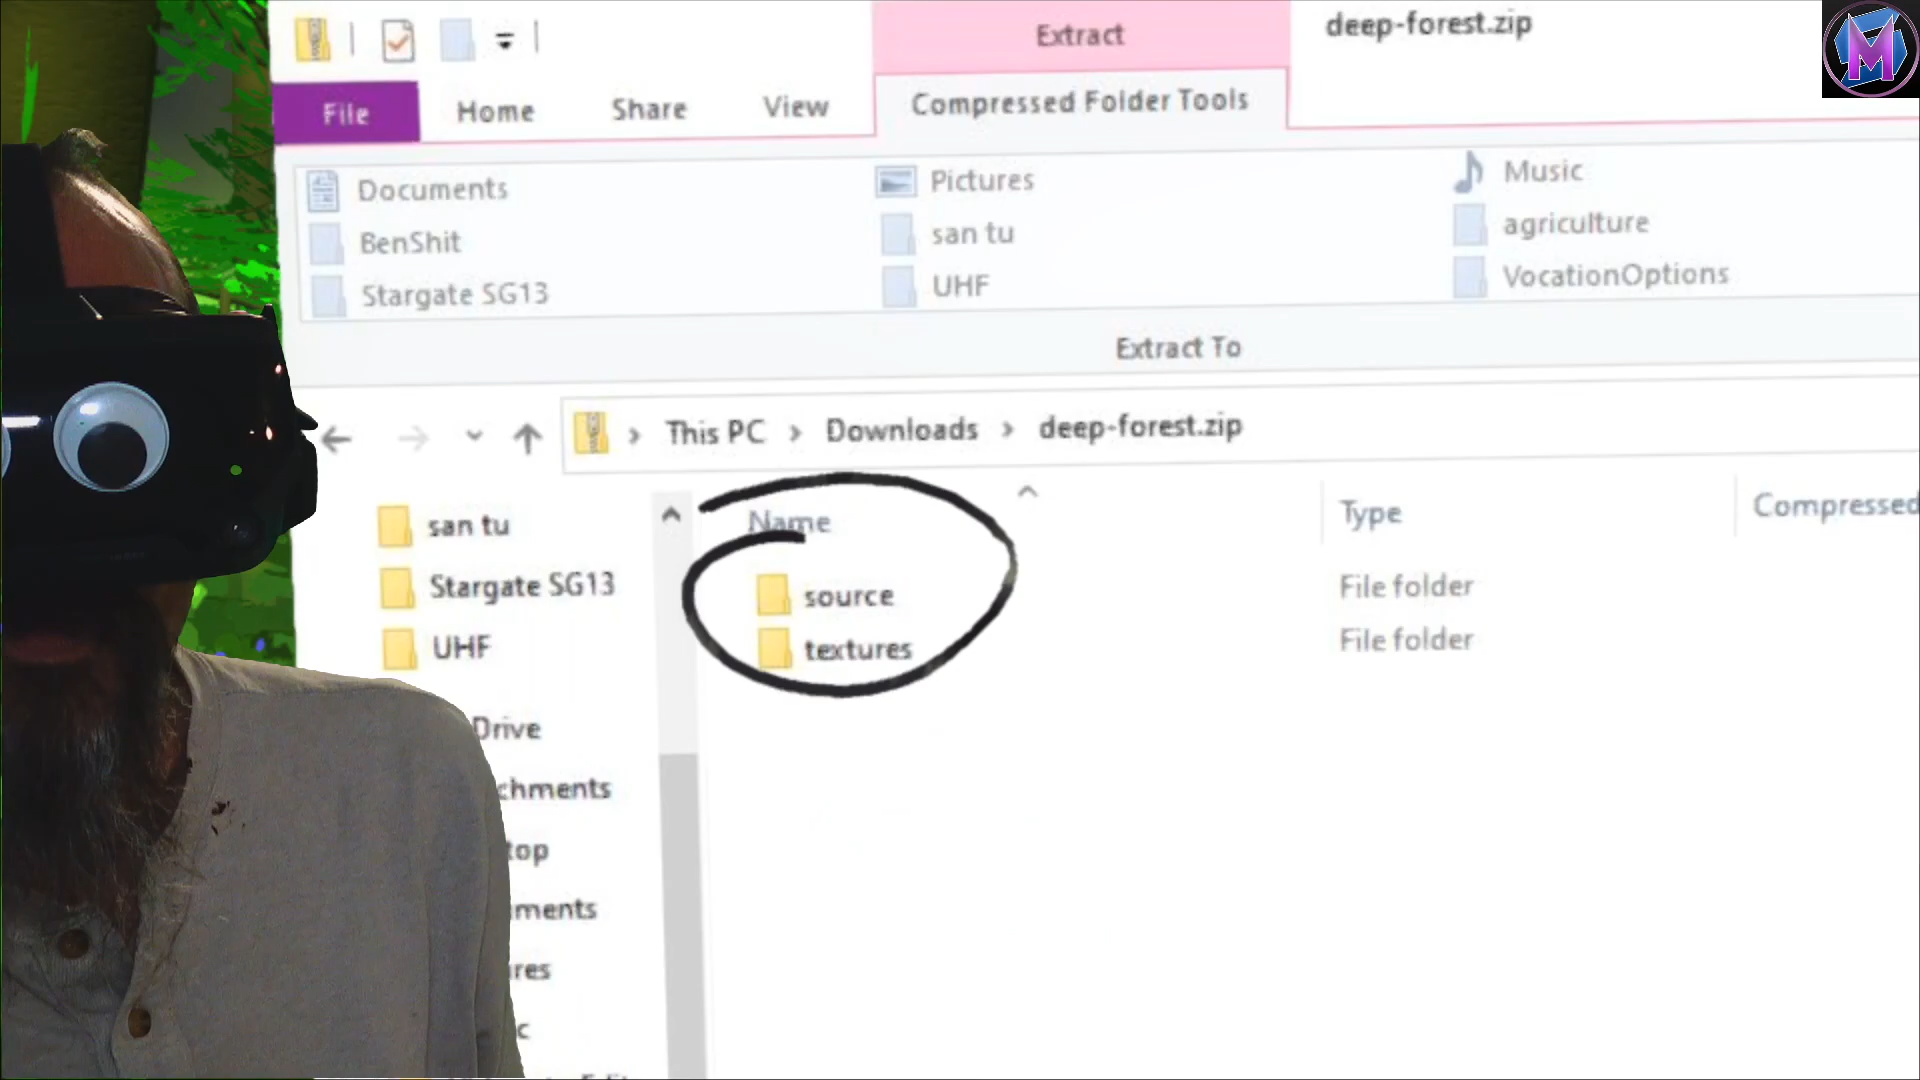 Extract
deep-forest.zip
M
File
Home
Share
View
Compressed Folder Tools
Documents
Pictures
Music
BenShit
san tu
agriculture
Stargate SG13
UHF
VocationOptions
Extract To
This PC > Downloads > deep-forest.zip
Name
Type
Compressed
san tu
Stargate SG13
UHF
Drive
chments
top
ments
res
c
source
File folder
textures
File folder